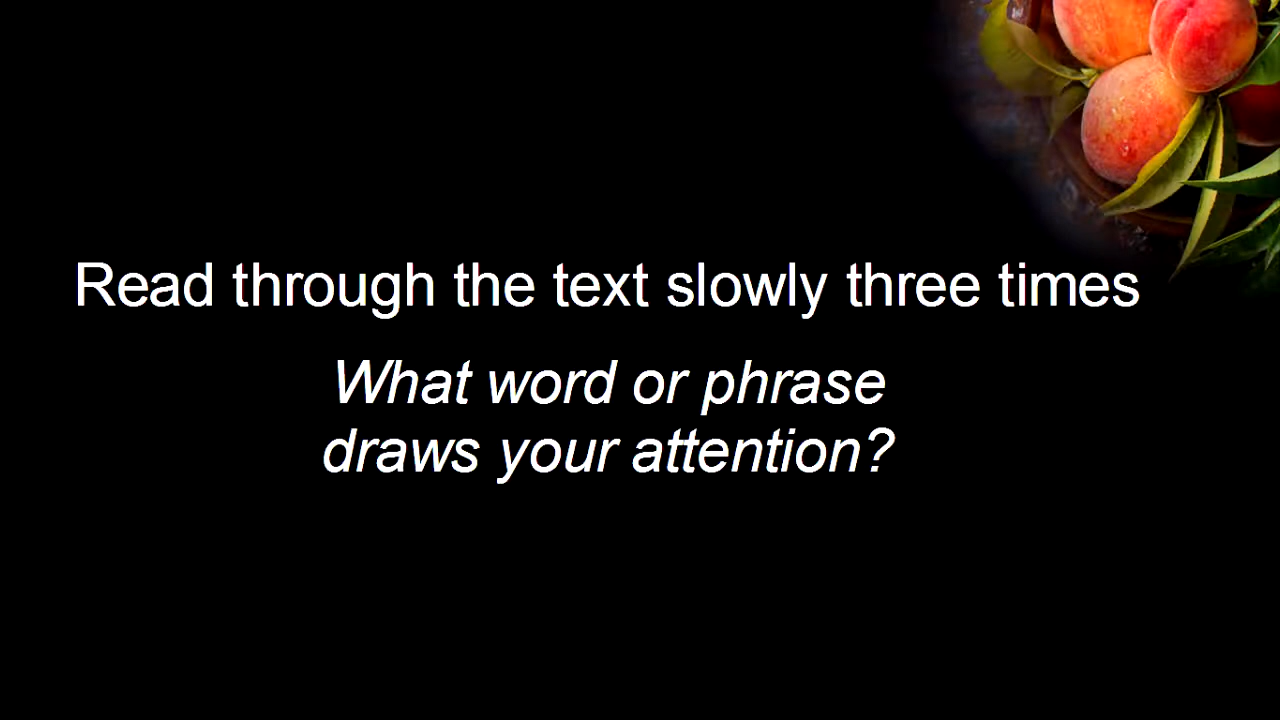 Read through the text slowly three times
What word or phrase
draws your attention?